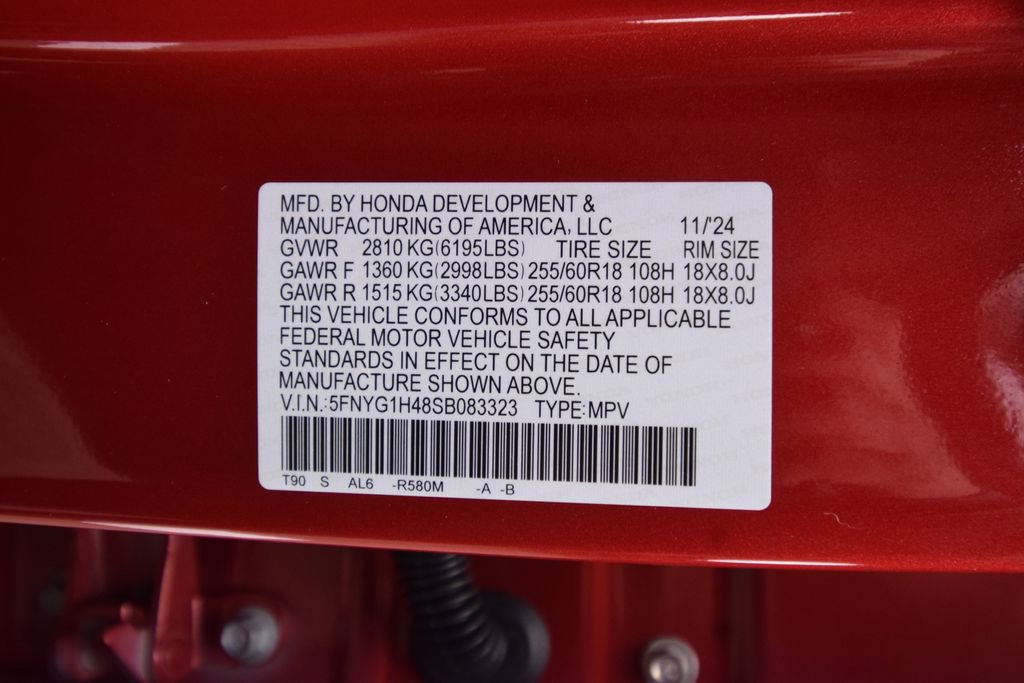 MFD. BY HONDA DEVELOPMENT &
MANUFACTURING OF AMERICA, LLC 11/'24
GVWR 2810 KG(6195LBS) TIRE SIZE RIM SIZE
GAWR F 1360 KG(2998LBS) 255/60R18 108H 18X8.0J
GAWR R 1515 KG(3340LBS) 255/60R18 108H 18X8.0J
THIS VEHICLE CONFORMS TO ALL APPLICABLE
FEDERAL MOTOR VEHICLE SAFETY
STANDARDS IN EFFECT ON THE DATE OF
MANUFACTURE SHOWN ABOVE.
V.I.N.:5FNYG1H48SB083323 TYPE:MPV
T90 S AL6 -R580M -A -B